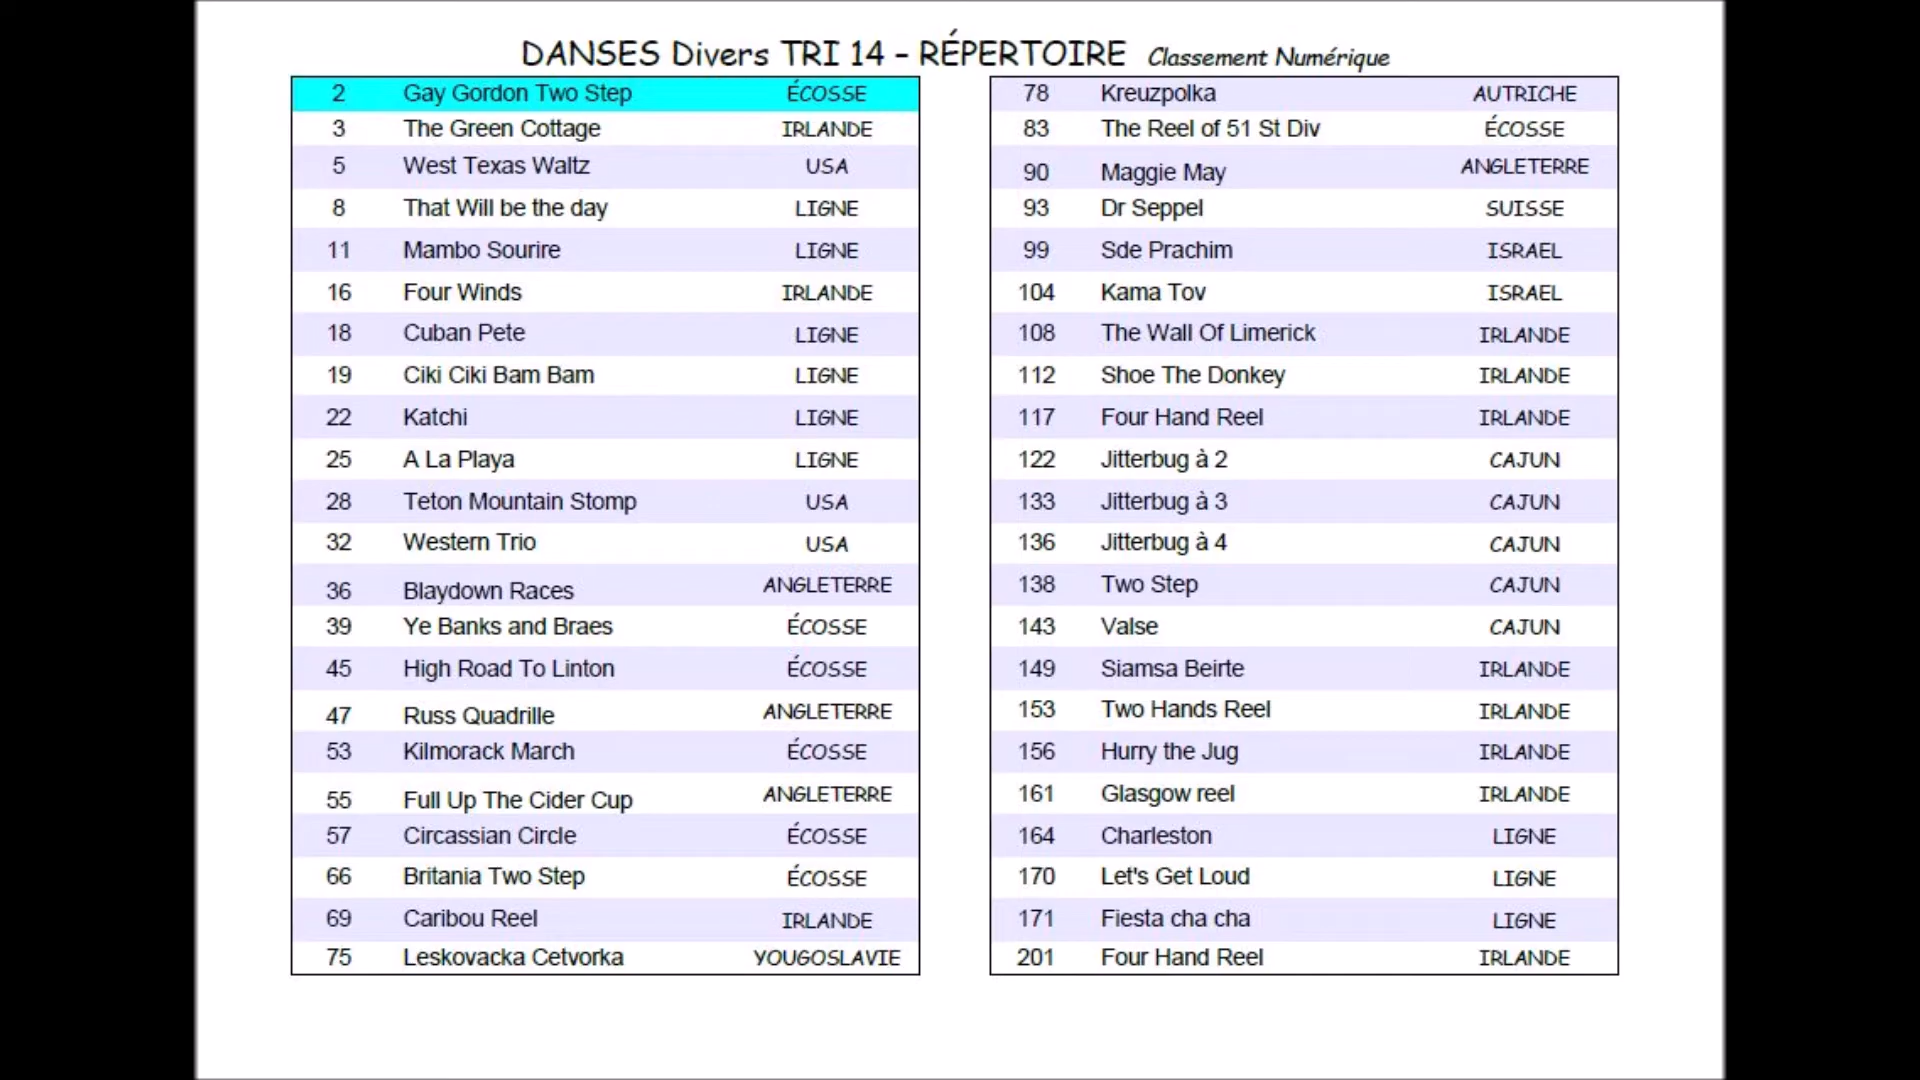 DANSES Divers TRI 14 – RÉPERTOIRE Classement Numérique
2 Gay Gordon Two Step ÉCOSSE
3 The Green Cottage IRLANDE
5 West Texas Waltz USA
8 That Will be the day LIGNE
11 Mambo Sourire LIGNE
16 Four Winds IRLANDE
18 Cuban Pete LIGNE
19 Ciki Ciki Bam Bam LIGNE
22 Katchi LIGNE
25 A La Playa LIGNE
28 Teton Mountain Stomp USA
32 Western Trio USA
36 Blaydown Races ANGLETERRE
39 Ye Banks and Braes ÉCOSSE
45 High Road To Linton ÉCOSSE
47 Russ Quadrille ANGLETERRE
53 Kilmorack March ÉCOSSE
55 Full Up The Cider Cup ANGLETERRE
57 Circassian Circle ÉCOSSE
66 Britania Two Step ÉCOSSE
69 Caribou Reel IRLANDE
75 Leskovacka Cetvorka YOUGOSLAVIE
78 Kreuzpolka AUTRICHE
83 The Reel of 51 St Div ÉCOSSE
90 Maggie May ANGLETERRE
93 Dr Seppel SUISSE
99 Sde Prachim ISRAEL
104 Kama Tov ISRAEL
108 The Wall Of Limerick IRLANDE
112 Shoe The Donkey IRLANDE
117 Four Hand Reel IRLANDE
122 Jitterbug à 2 CAJUN
133 Jitterbug à 3 CAJUN
136 Jitterbug à 4 CAJUN
138 Two Step CAJUN
143 Valse CAJUN
149 Siamsa Beirte IRLANDE
153 Two Hands Reel IRLANDE
156 Hurry the Jug IRLANDE
161 Glasgow reel IRLANDE
164 Charleston LIGNE
170 Let's Get Loud LIGNE
171 Fiesta cha cha LIGNE
201 Four Hand Reel IRLANDE